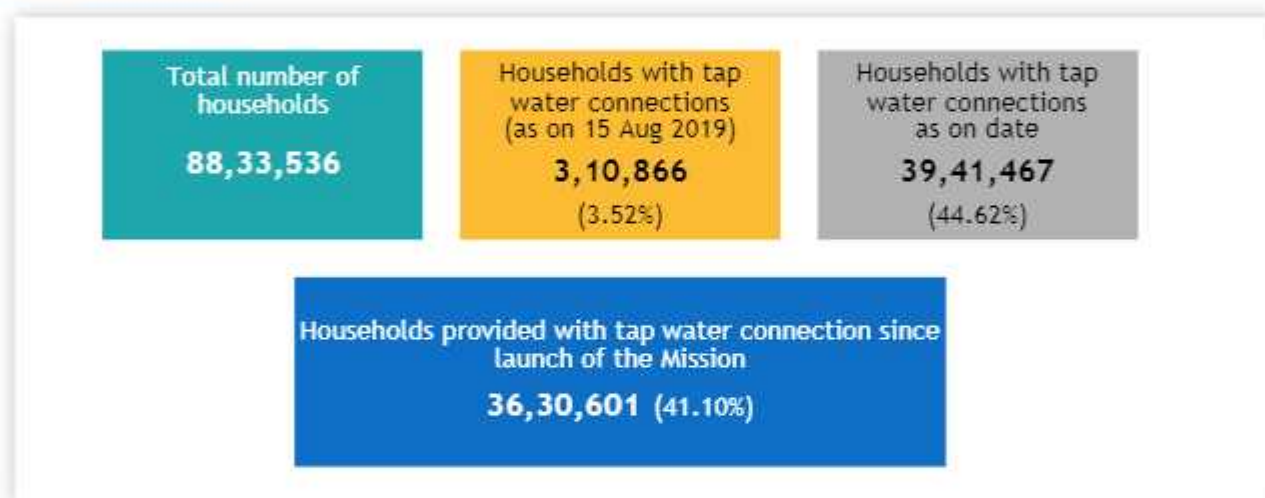 Total number of
households
88,33,536
Households with tap
water connections
(as on 15 Aug 2019)
3,10,866
(3.52%)
Households with tap
water connections
as on date
39,41,467
(44.62%)
Households provided with tap water connection since
launch of the Mission
36,30,601 (41.10%)